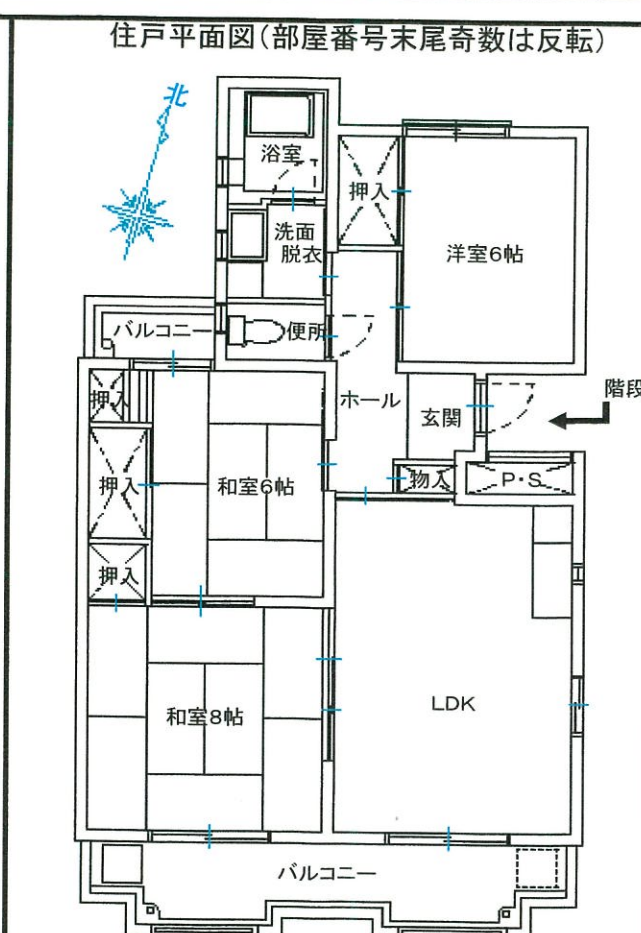 住戸平面図(部屋番号末尾奇数は反転)
北
浴室
押入
洗面
脱衣
洋室6帖
バルコニー
便所
階段
押入
ホール
玄関
押入
和室6帖
物入
P・S
押入
和室8帖
LDK
バルコニー